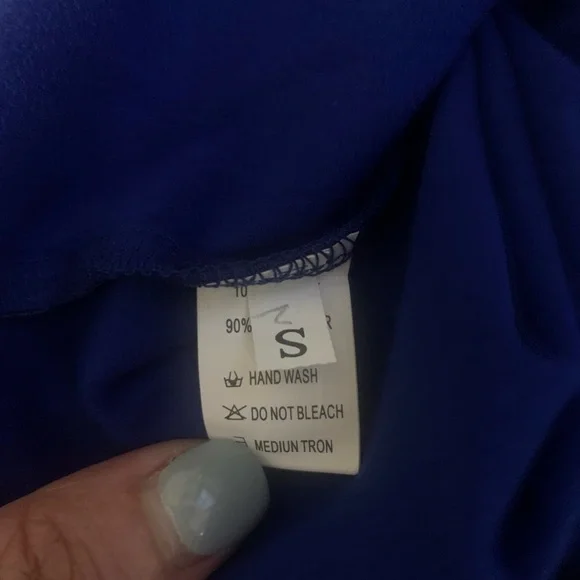 10
90% R
S
HAND WASH
DO NOT BLEACH
MEDIUN TRON